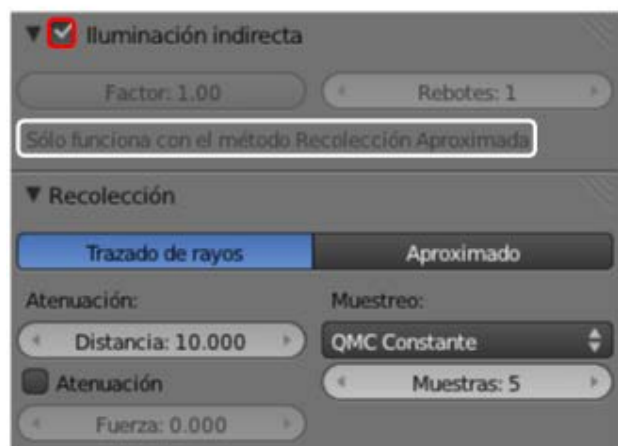 Iluminación indirecta
Factor: 1.00 Rebotes: 1
Sólo funciona con el método Recolección Aproximada
Recolección
Trazado de rayos Aproximado
Atenuación: Muestreo:
Distancia: 10.000 QMC Constante
Atenuación Muestras: 5
Fuerza: 0.000